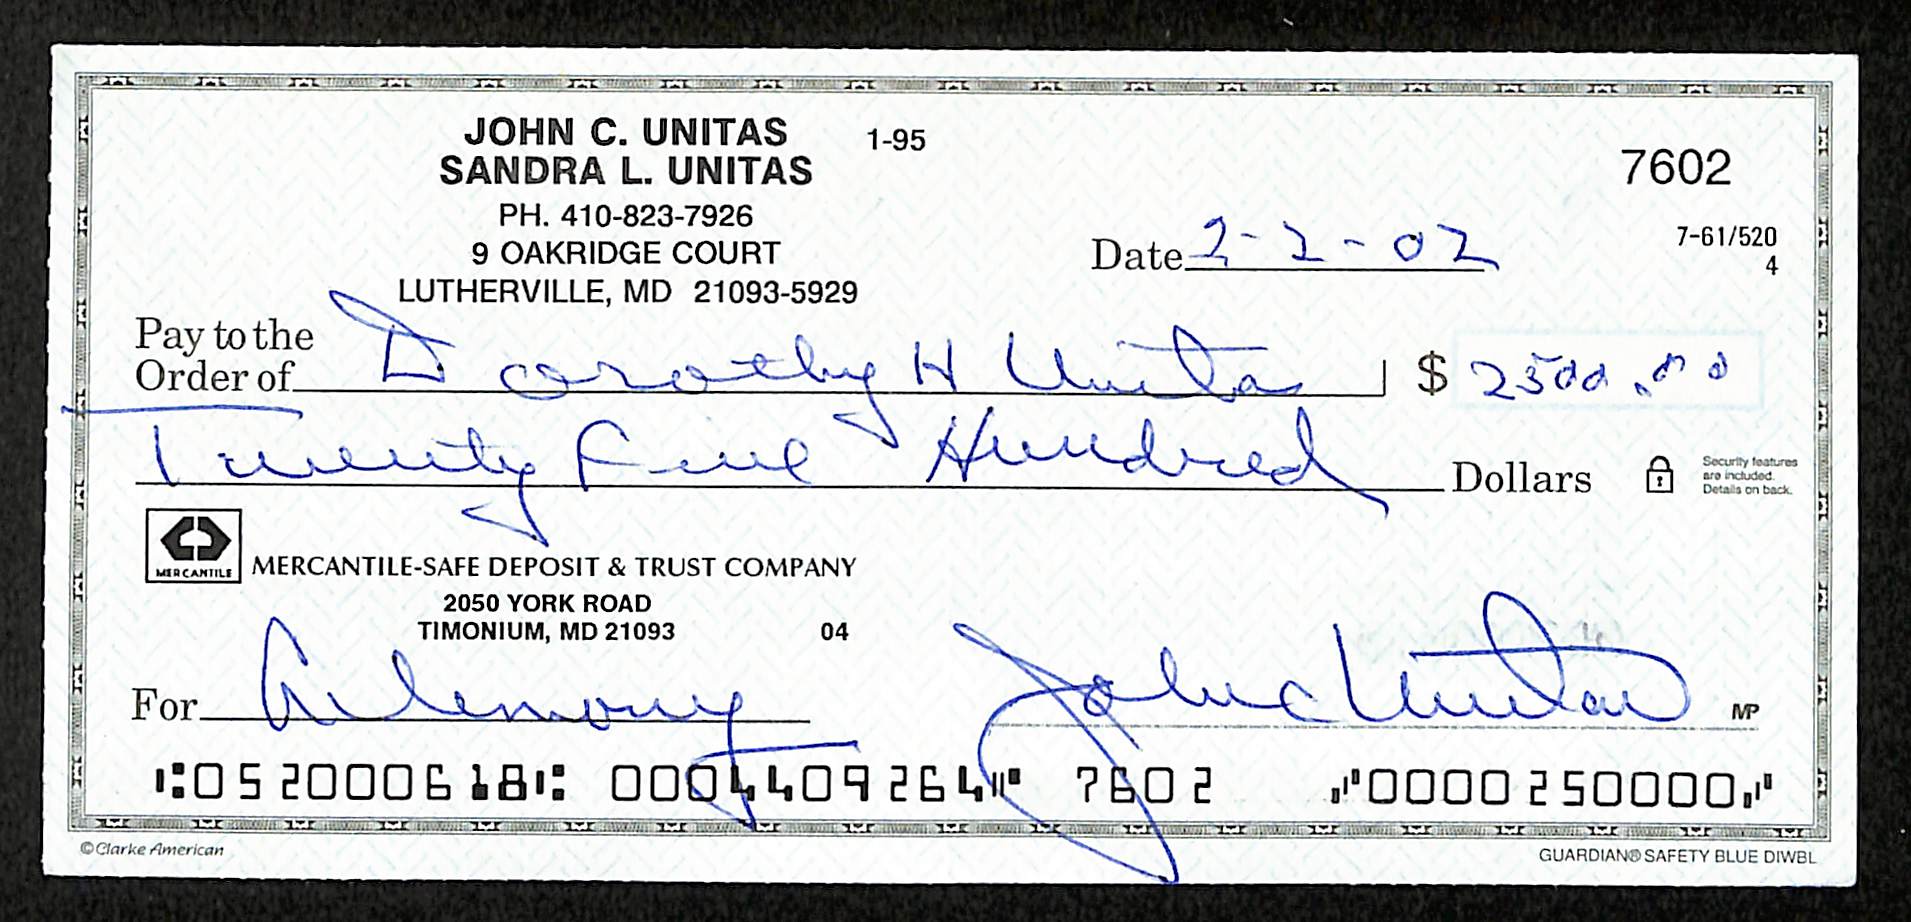 JOHN C. UNITAS 1-95
SANDRA L. UNITAS
7602
PH. 410-823-7926
9 OAKRIDGE COURT
LUTHERVILLE, MD 21093-5929
Date 2-2-02
7-61/520
4
Pay to the
Order of Dorothy H Unitas $ 2500.00
Twenty Five Hundred Dollars
Security features
are included.
Details on back.
MERCANTILE
MERCANTILE-SAFE DEPOSIT & TRUST COMPANY
2050 YORK ROAD
TIMONIUM, MD 21093 04
For Alemony John C Unitas MP
⑆052000618⑆ 0004409264⑈ 7602 ⑇0000250000⑇
© Clarke American
GUARDIAN® SAFETY BLUE DIWBL